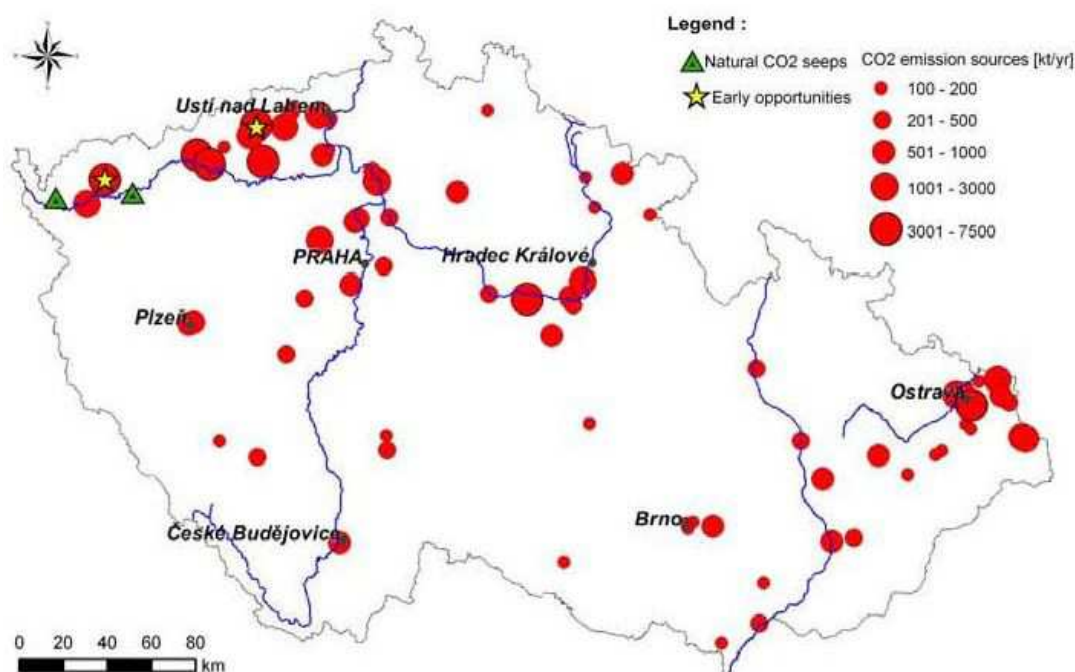 Legend :
Natural CO2 seeps
Early opportunities
CO2 emission sources [kt/yr]
100 - 200
201 - 500
501 - 1000
1001 - 3000
3001 - 7500
Ustí nad Labem
PRAHA
Hradec Králové
Plzeň
Ostrava
České Budějovice
Brno
0 20 40 60 80
km